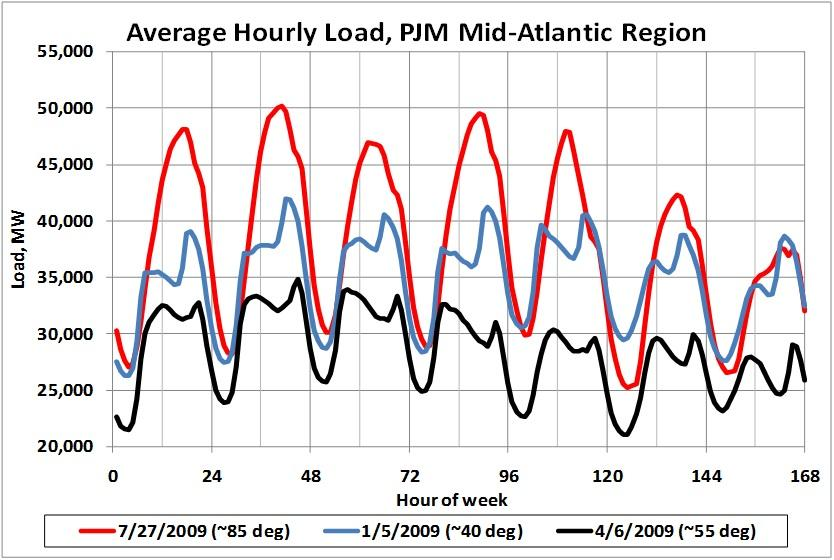 Average Hourly Load, PJM Mid-Atlantic Region
55,000
50,000
45,000
40,000
35,000
30,000
25,000
20,000
Load, MW
0 24 48 72 96 120 144 168
Hour of week
7/27/2009 (~85 deg) 1/5/2009 (~40 deg) 4/6/2009 (~55 deg)